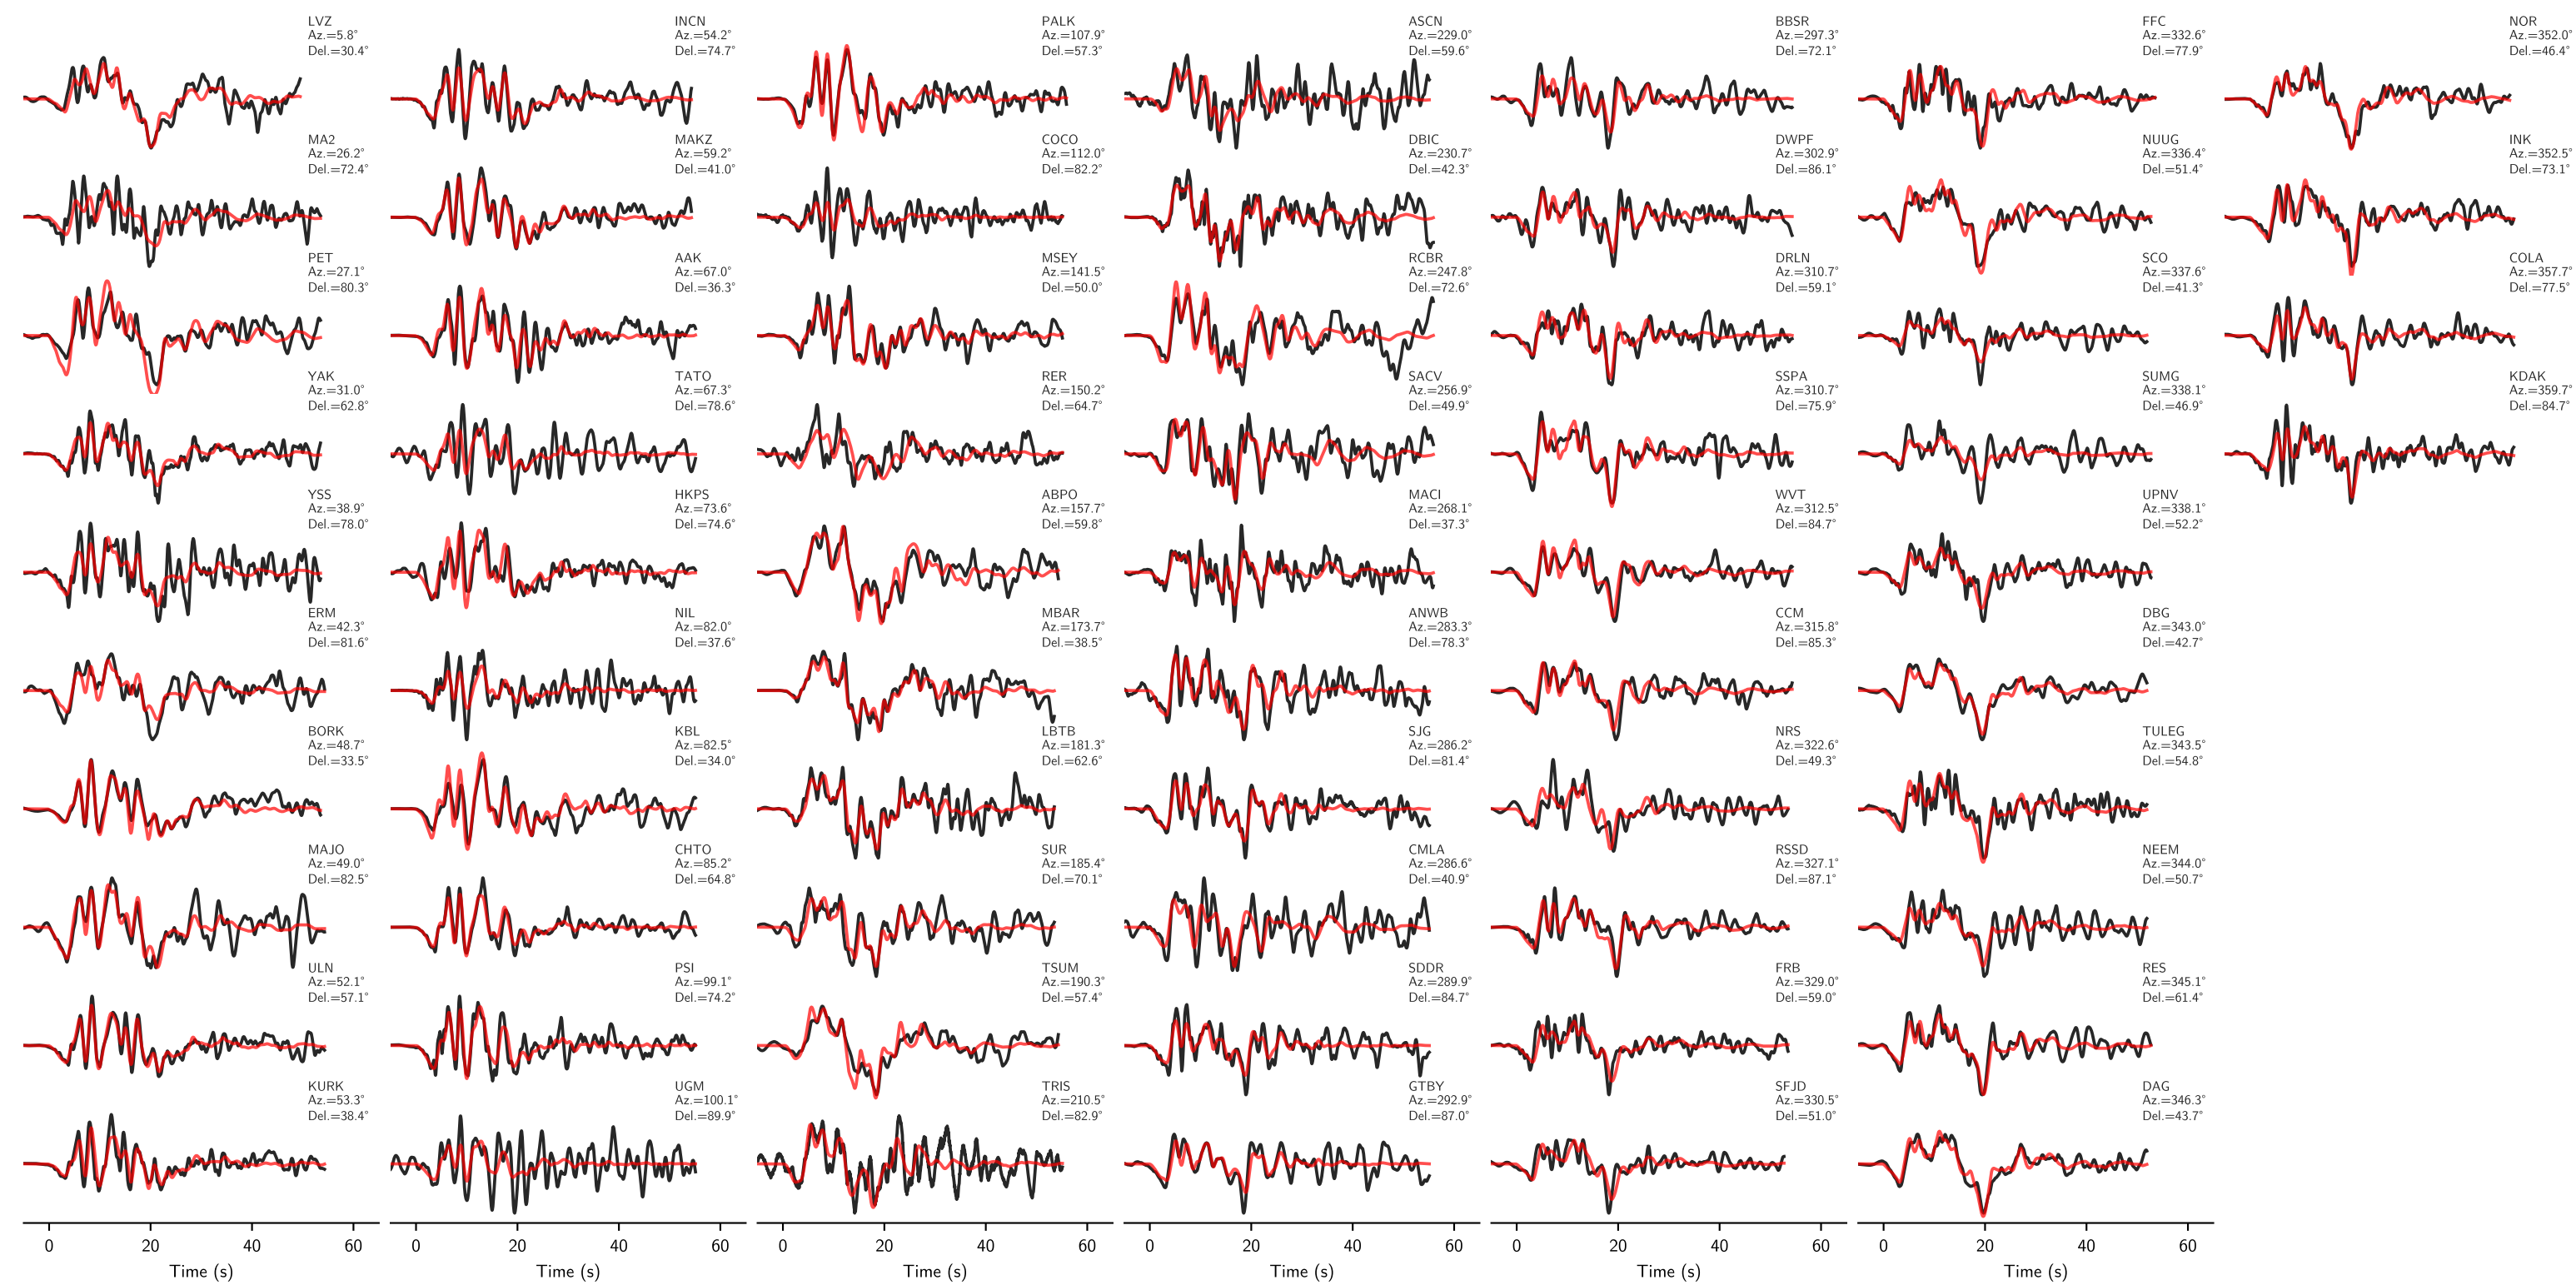 LVZ
Az.=5.8°
Del.=30.4°
MA2
Az.=26.2°
Del.=72.4°
PET
Az.=27.1°
Del.=80.3°
YAK
Az.=31.0°
Del.=62.8°
YSS
Az.=38.9°
Del.=78.0°
ERM
Az.=42.3°
Del.=81.6°
BORK
Az.=48.7°
Del.=33.5°
MAJO
Az.=49.0°
Del.=82.5°
ULN
Az.=52.1°
Del.=57.1°
KURK
Az.=53.3°
Del.=38.4°
0 20 40 60
Time (s)
INCN
Az.=54.2°
Del.=74.7°
MAKZ
Az.=59.2°
Del.=41.0°
AAK
Az.=67.0°
Del.=36.3°
TATO
Az.=67.3°
Del.=78.6°
HKPS
Az.=73.6°
Del.=74.6°
NIL
Az.=82.0°
Del.=37.6°
KBL
Az.=82.5°
Del.=34.0°
CHTO
Az.=85.2°
Del.=64.8°
PSI
Az.=99.1°
Del.=74.2°
UGM
Az.=100.1°
Del.=89.9°
0 20 40 60
Time (s)
PALK
Az.=107.9°
Del.=57.3°
COCO
Az.=112.0°
Del.=82.2°
MSEY
Az.=141.5°
Del.=50.0°
RER
Az.=150.2°
Del.=64.7°
ABPO
Az.=157.7°
Del.=59.8°
MBAR
Az.=173.7°
Del.=38.5°
LBTB
Az.=181.3°
Del.=62.6°
SUR
Az.=185.4°
Del.=70.1°
TSUM
Az.=190.3°
Del.=57.4°
TRIS
Az.=210.5°
Del.=82.9°
0 20 40 60
Time (s)
ASCN
Az.=229.0°
Del.=59.6°
DBIC
Az.=230.7°
Del.=42.3°
RCBR
Az.=247.8°
Del.=72.6°
SACV
Az.=256.9°
Del.=49.9°
MACI
Az.=268.1°
Del.=37.3°
ANWB
Az.=283.3°
Del.=78.3°
SJG
Az.=286.2°
Del.=81.4°
CMLA
Az.=286.6°
Del.=40.9°
SDDR
Az.=289.9°
Del.=84.7°
GTBY
Az.=292.9°
Del.=87.0°
0 20 40 60
Time (s)
BBSR
Az.=297.3°
Del.=72.1°
DWPF
Az.=302.9°
Del.=86.1°
DRLN
Az.=310.7°
Del.=59.1°
SSPA
Az.=310.7°
Del.=75.9°
WVT
Az.=312.5°
Del.=84.7°
CCM
Az.=315.8°
Del.=85.3°
NRS
Az.=322.6°
Del.=49.3°
RSSD
Az.=327.1°
Del.=87.1°
FRB
Az.=329.0°
Del.=59.0°
SFJD
Az.=330.5°
Del.=51.0°
0 20 40 60
Time (s)
FFC
Az.=332.6°
Del.=77.9°
NUUG
Az.=336.4°
Del.=51.4°
SCO
Az.=337.6°
Del.=41.3°
SUMG
Az.=338.1°
Del.=46.9°
UPNV
Az.=338.1°
Del.=52.2°
DBG
Az.=343.0°
Del.=42.7°
TULEG
Az.=343.5°
Del.=54.8°
NEEM
Az.=344.0°
Del.=50.7°
RES
Az.=345.1°
Del.=61.4°
DAG
Az.=346.3°
Del.=43.7°
0 20 40 60
Time (s)
NOR
Az.=352.0°
Del.=46.4°
INK
Az.=352.5°
Del.=73.1°
COLA
Az.=357.7°
Del.=77.5°
KDAK
Az.=359.7°
Del.=84.7°